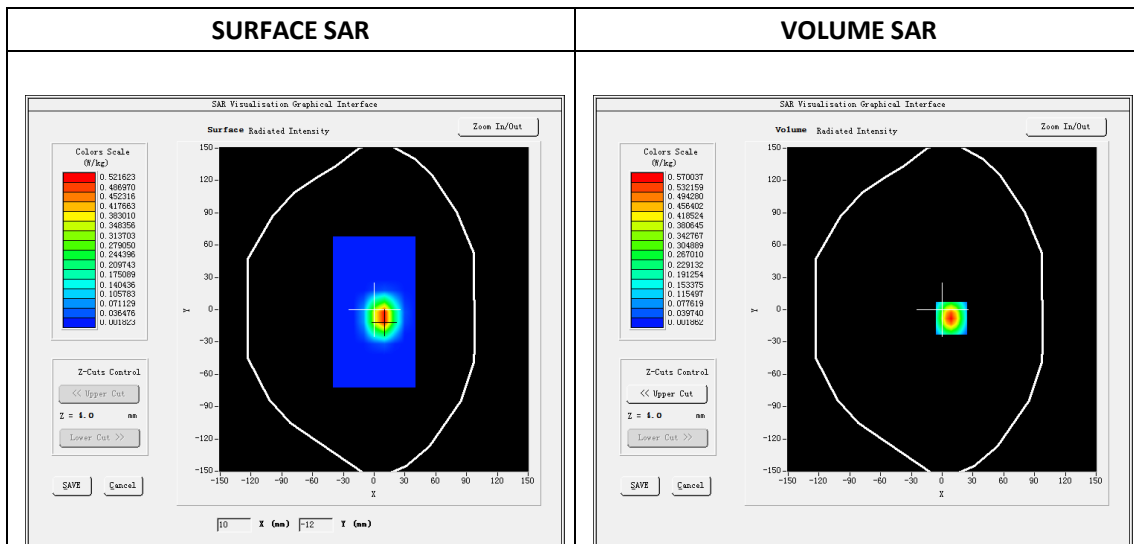 SURFACE SAR
VOLUME SAR
SAR Visualisation Graphical Interface
Surface Radiated Intensity
Zoom In/Out
Colors Scale
(W/kg)
0.521623
0.486970
0.452316
0.417663
0.383010
0.348356
0.313703
0.279050
0.244396
0.209743
0.175089
0.140436
0.105783
0.071129
0.036476
0.001823
150
120
90
60
30
0
-30
-60
-90
-120
-150
Y
-150 -120 -90 -60 -30 0 30 60 90 120 150
X
Z-Cuts Control
<< Upper Cut
Z = 4.0 mm
Lower Cut >>
SAVE
Cancel
10 X (mm) -12 Y (mm)
SAR Visualisation Graphical Interface
Volume Radiated Intensity
Zoom In/Out
Colors Scale
(W/kg)
0.570037
0.532159
0.494280
0.456402
0.418524
0.380645
0.342767
0.304889
0.267010
0.229132
0.191254
0.153375
0.115497
0.077619
0.039740
0.001862
150
120
90
60
30
0
-30
-60
-90
-120
-150
Y
-150 -120 -90 -60 -30 0 30 60 90 120 150
X
Z-Cuts Control
<< Upper Cut
Z = 4.0 mm
Lower Cut >>
SAVE
Cancel